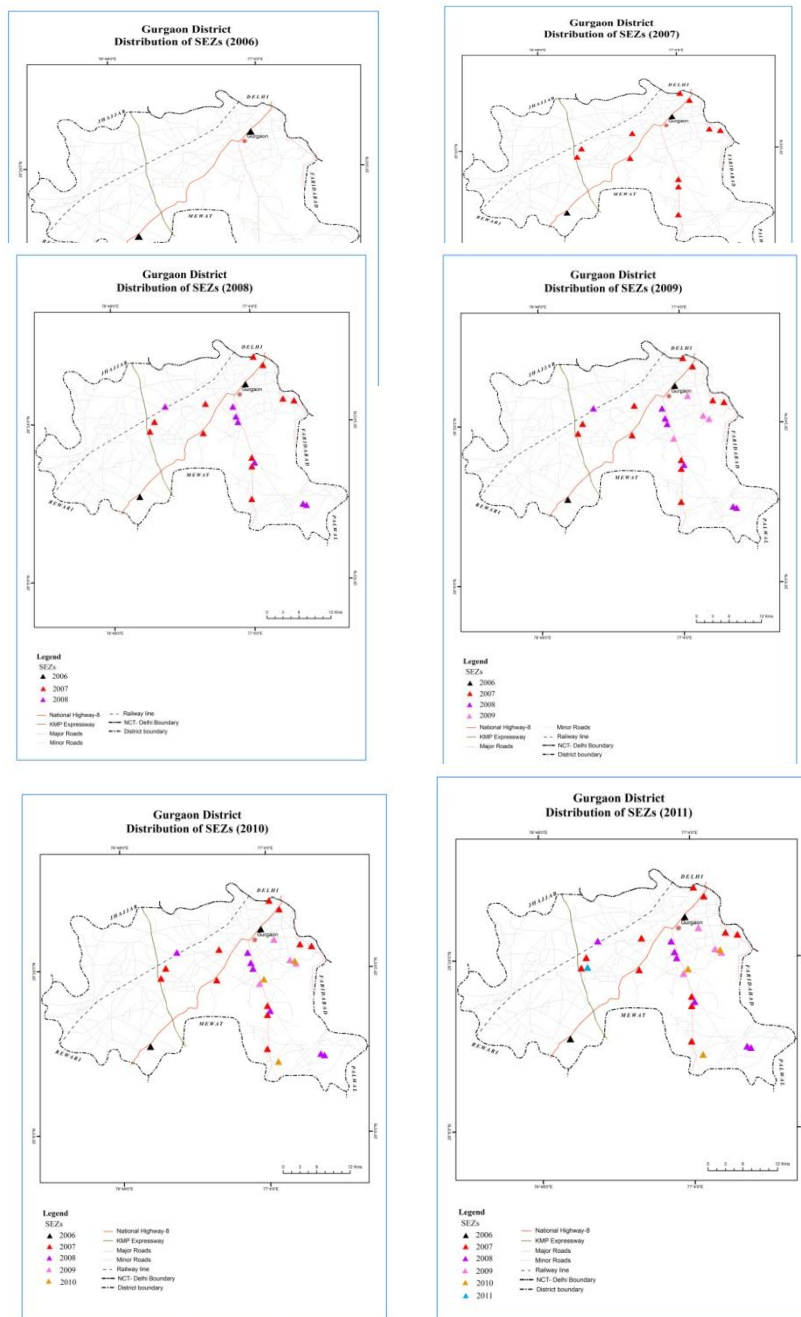 Gurgaon District
Distribution of SEZs (2006)
DELHI
JHAJJAR
Gurgaon
FARIDABAD
MEWAT
Gurgaon District
Distribution of SEZs (2007)
DELHI
JHAJJAR
Gurgaon
FARIDABAD
MEWAT
Gurgaon District
Distribution of SEZs (2008)
DELHI
JHAJJAR
Gurgaon
FARIDABAD
MEWAT
REWARI
PALWAL
Legend
SEZs
2006
2007
2008
National Highway-8
KMP Expressway
Major Roads
Minor Roads
Railway line
NCT- Delhi Boundary
District boundary
Gurgaon District
Distribution of SEZs (2009)
DELHI
JHAJJAR
Gurgaon
FARIDABAD
MEWAT
REWARI
PALWAL
Legend
SEZs
2006
2007
2008
2009
National Highway-8
KMP Expressway
Major Roads
Minor Roads
Railway line
NCT- Delhi Boundary
District boundary
Gurgaon District
Distribution of SEZs (2010)
DELHI
JHAJJAR
Gurgaon
FARIDABAD
MEWAT
REWARI
PALWAL
Legend
SEZs
2006
2007
2008
2009
2010
National Highway-8
KMP Expressway
Major Roads
Minor Roads
Railway line
NCT- Delhi Boundary
District boundary
Gurgaon District
Distribution of SEZs (2011)
DELHI
JHAJJAR
Gurgaon
FARIDABAD
MEWAT
REWARI
PALWAL
0 3 6 12 Kms
Legend
SEZs
2006
2007
2008
2009
2010
2011
National Highway-8
KMP Expressway
Major Roads
Minor Roads
Railway line
NCT- Delhi Boundary
District boundary